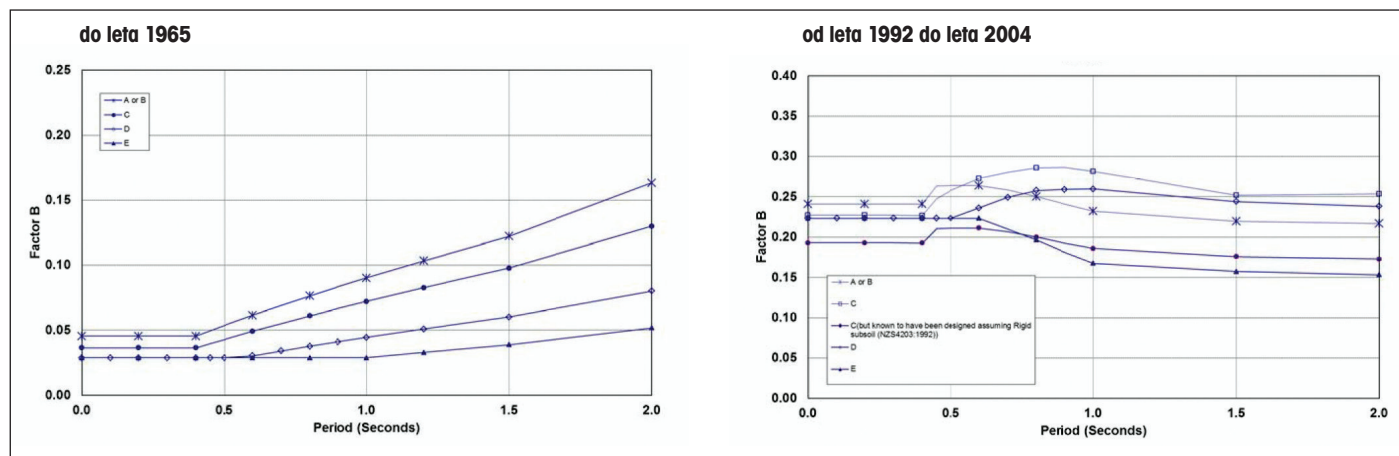 do leta 1965
0.25
0.20
0.15
0.10
0.05
0.00
Factor B
A or B
C
D
E
0.0
0.5
1.0
1.5
2.0
Period (Seconds)
od leta 1992 do leta 2004
0.40
0.35
0.30
0.25
0.20
0.15
0.10
0.05
0.00
Factor B
A or B
C
C(but known to have been designed assuming Rigid
subsoil (NZS4203:1992))
D
E
0.0
0.5
1.0
1.5
2.0
Period (Seconds)